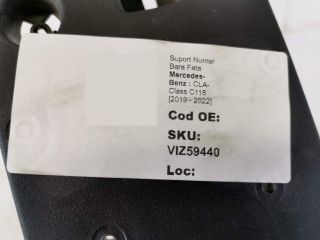 Suport Numar
Bara Fata
Mercedes-
Benz : CLA-
Class C118
[2019 - 2022]
Cod OE:
SKU:
VIZ59440
Loc: